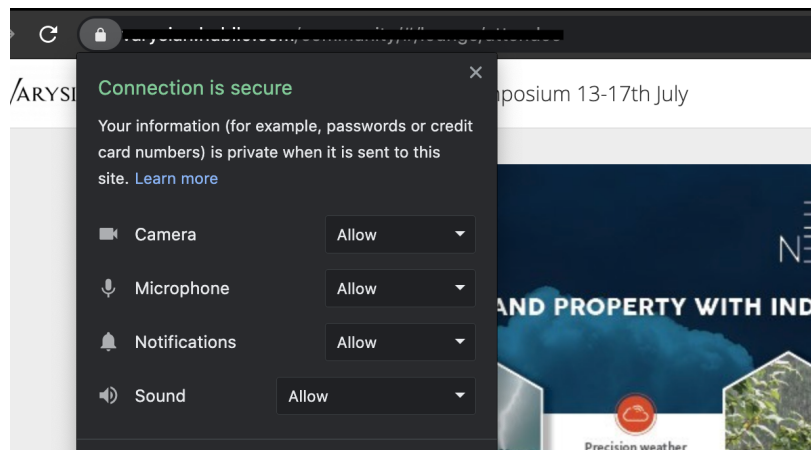 Connection is secure
Your information (for example, passwords or credit
card numbers) is private when it is sent to this
site. Learn more
Camera Allow
Microphone Allow
Notifications Allow
Sound Allow
/ARYSI
mposium 13-17th July
AND PROPERTY WITH IND
Precision weather